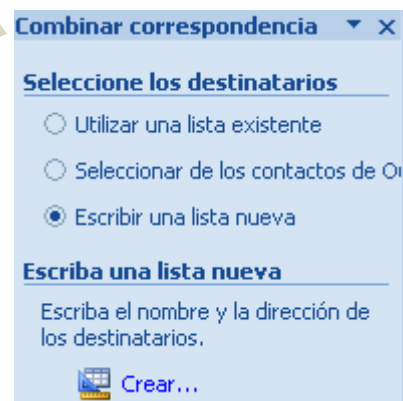 Combinar correspondencia
Seleccione los destinatarios
Utilizar una lista existente
Seleccionar de los contactos de
Escribir una lista nueva
Escriba una lista nueva
Escriba el nombre y la dirección de
los destinatarios.
Crear...